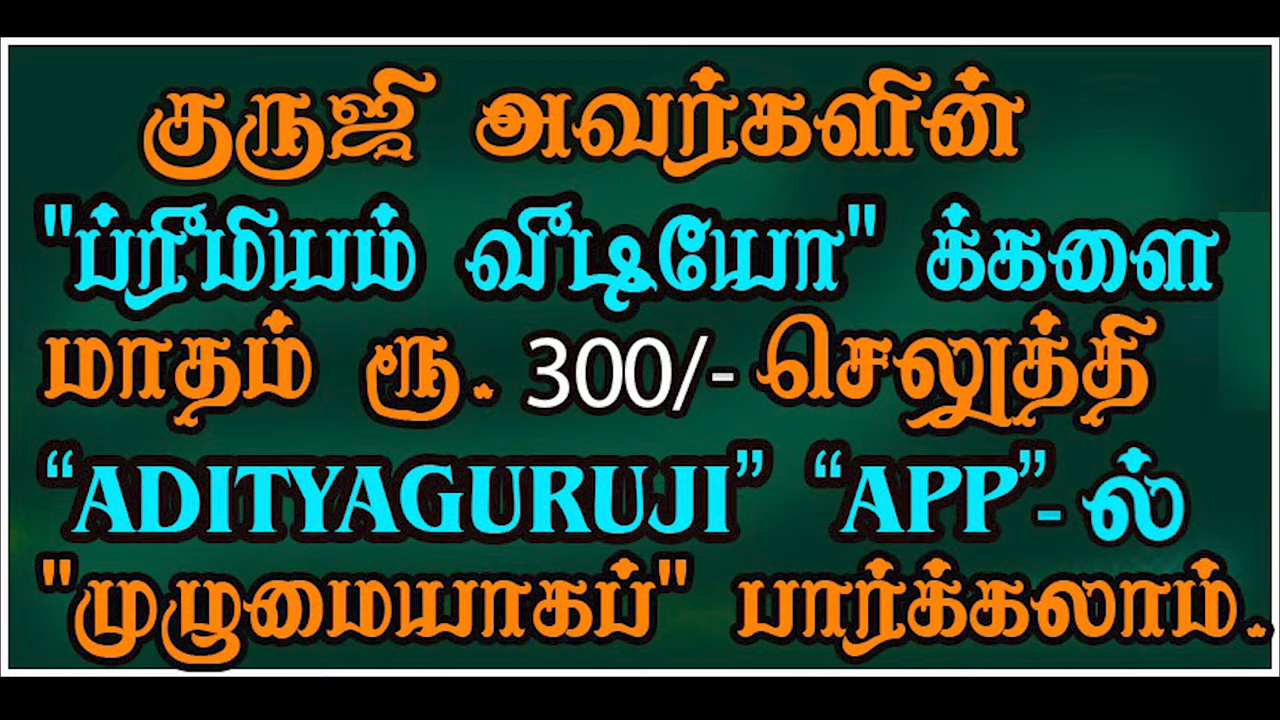 குருஜி அவர்களின்
"ப்ரீமியம் வீடியோ" க்களை
மாதம் ரூ. 300/- செலுத்தி
“ADITYAGURUJI” “APP”- ல்
"முழுமையாகப்" பார்க்கலாம்.